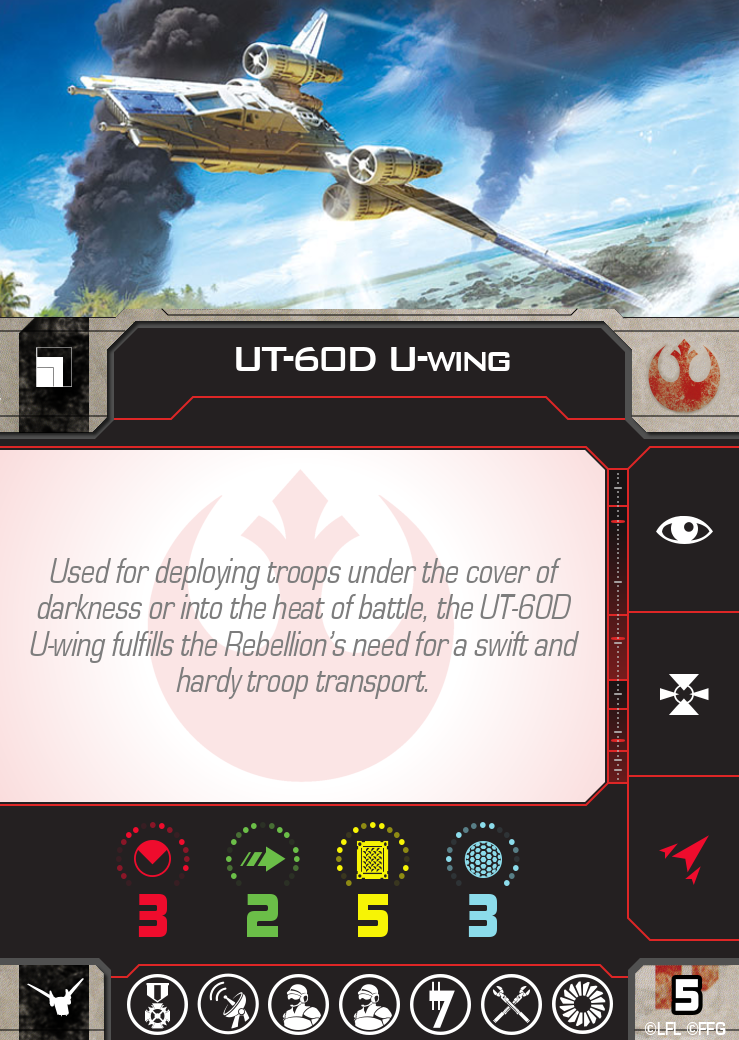 UT-60D U-WING
Used for deploying troops under the cover of
darkness or into the heat of battle, the UT-60D
U-wing fulfills the Rebellion's need for a swift and
hardy troop transport.
3 2 5 3
5
©LFL ©FFG